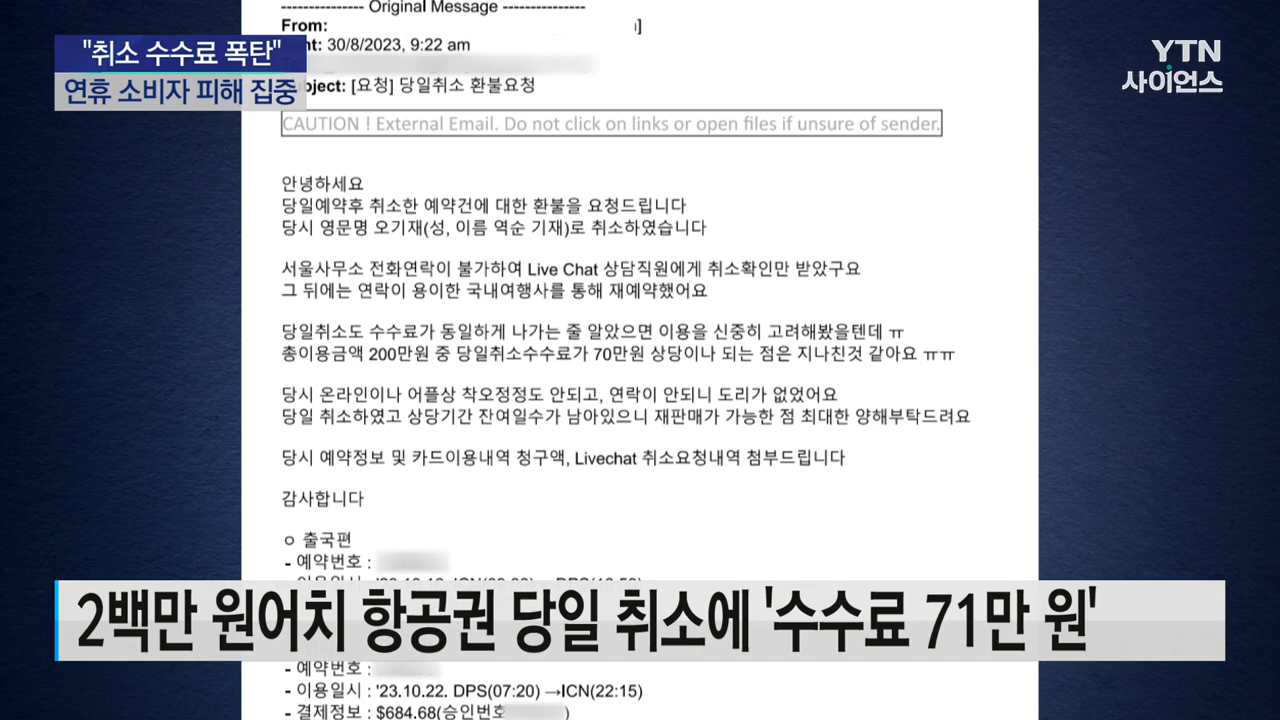 --------------- Original Message ---------------
From:
30/8/2023, 9:22 am
[요청] 당일취소 환불요청
"취소 수수료 폭탄"
연휴 소비자 피해 집중
YTN
사이언스
CAUTION ! External Email. Do not click on links or open files if unsure of sender.
안녕하세요
당일예약후 취소한 예약건에 대한 환불을 요청드립니다
당시 영문명 오기재(성, 이름 역순 기재)로 취소하였습니다
서울사무소 전화연락이 불가하여 Live Chat 상담직원에게 취소확인만 받았구요
그 뒤에는 연락이 용이한 국내여행사를 통해 재예약했어요
당일취소도 수수료가 동일하게 나가는 줄 알았으면 이용을 신중히 고려해봤을텐데 ㅠ
총이용금액 200만원 중 당일취소수수료가 70만원 상당이나 되는 점은 지나친것 같아요 ㅠㅠ
당시 온라인이나 어플상 착오정정도 안되고, 연락이 안되니 도리가 없었어요
당일 취소하였고 상당기간 잔여일수가 남아있으니 재판매가 가능한 점 최대한 양해부탁드려요
당시 예약정보 및 카드이용내역 청구액, Livechat 취소요청내역 첨부드립니다
감사합니다
ㅇ 출국편
- 예약번호 :
2백만 원어치 항공권 당일 취소에 '수수료 71만 원'
- 예약번호 :
- 이용일시 : '23.10.22. DPS(07:20) →ICN(22:15)
- 결제정보 : $684.68(승인번호 )